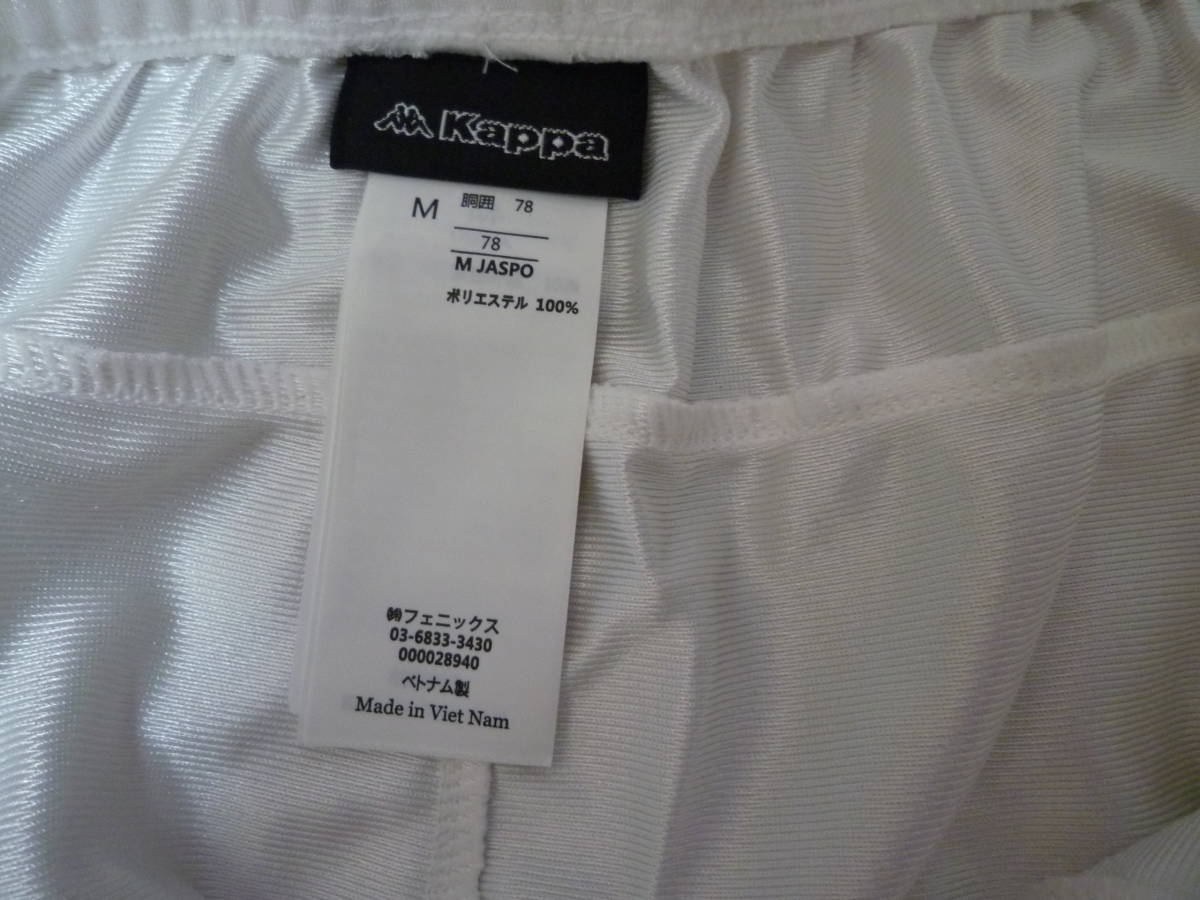 Kappa
M 胴囲 78
78
M JASPO
ポリエステル 100%
㈱フェニックス
03-6833-3430
000028940
ベトナム製
Made in Viet Nam